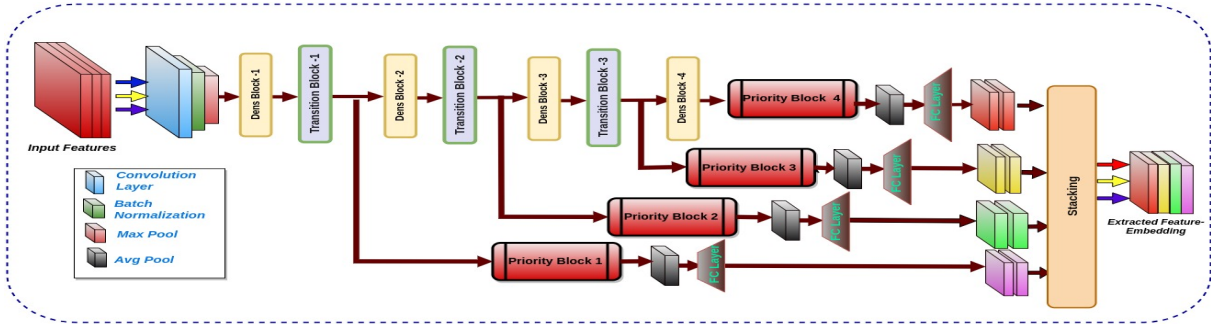 Input Features
Dens Block -1
Transition Block -1
Dens Block -2
Transition Block -2
Dens Block -3
Transition Block -3
Dens Block -4
Priority Block 4
FC Layer
Priority Block 3
FC Layer
Priority Block 2
FC Layer
Priority Block 1
FC Layer
Stacking
Extracted Feature-
Embedding
Convolution
Layer
Batch
Normalization
Max Pool
Avg Pool